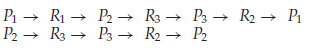 P₁ → R₁ → P₂ → R₃ → P₃ → R₂ → P₁
P₂ → R₃ → P₃ → R₂ → P₂